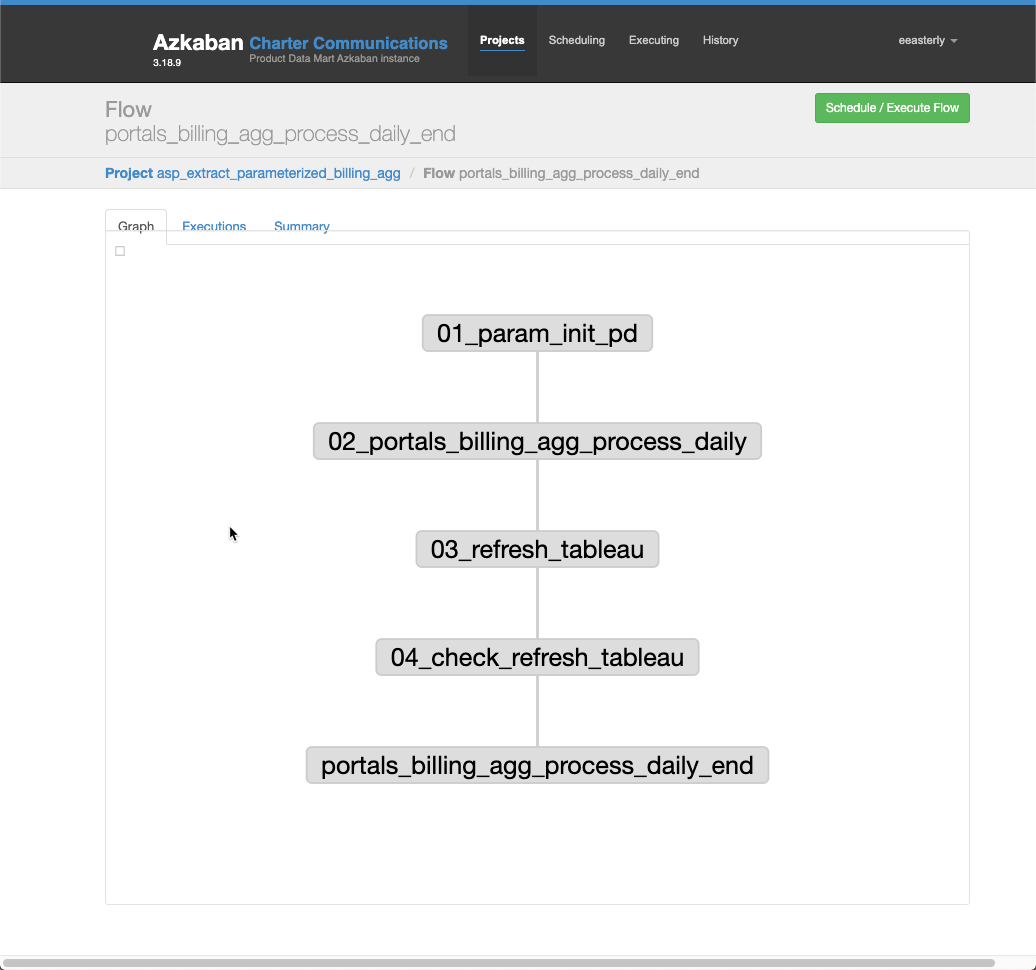 Azkaban Charter Communications
3.18.9 Product Data Mart Azkaban instance
Projects Scheduling Executing History eeasterly
Flow
portals_billing_agg_process_daily_end
Schedule / Execute Flow
Project asp_extract_parameterized_billing_agg / Flow portals_billing_agg_process_daily_end
Graph Executions Summary
01_param_init_pd
02_portals_billing_agg_process_daily
03_refresh_tableau
04_check_refresh_tableau
portals_billing_agg_process_daily_end